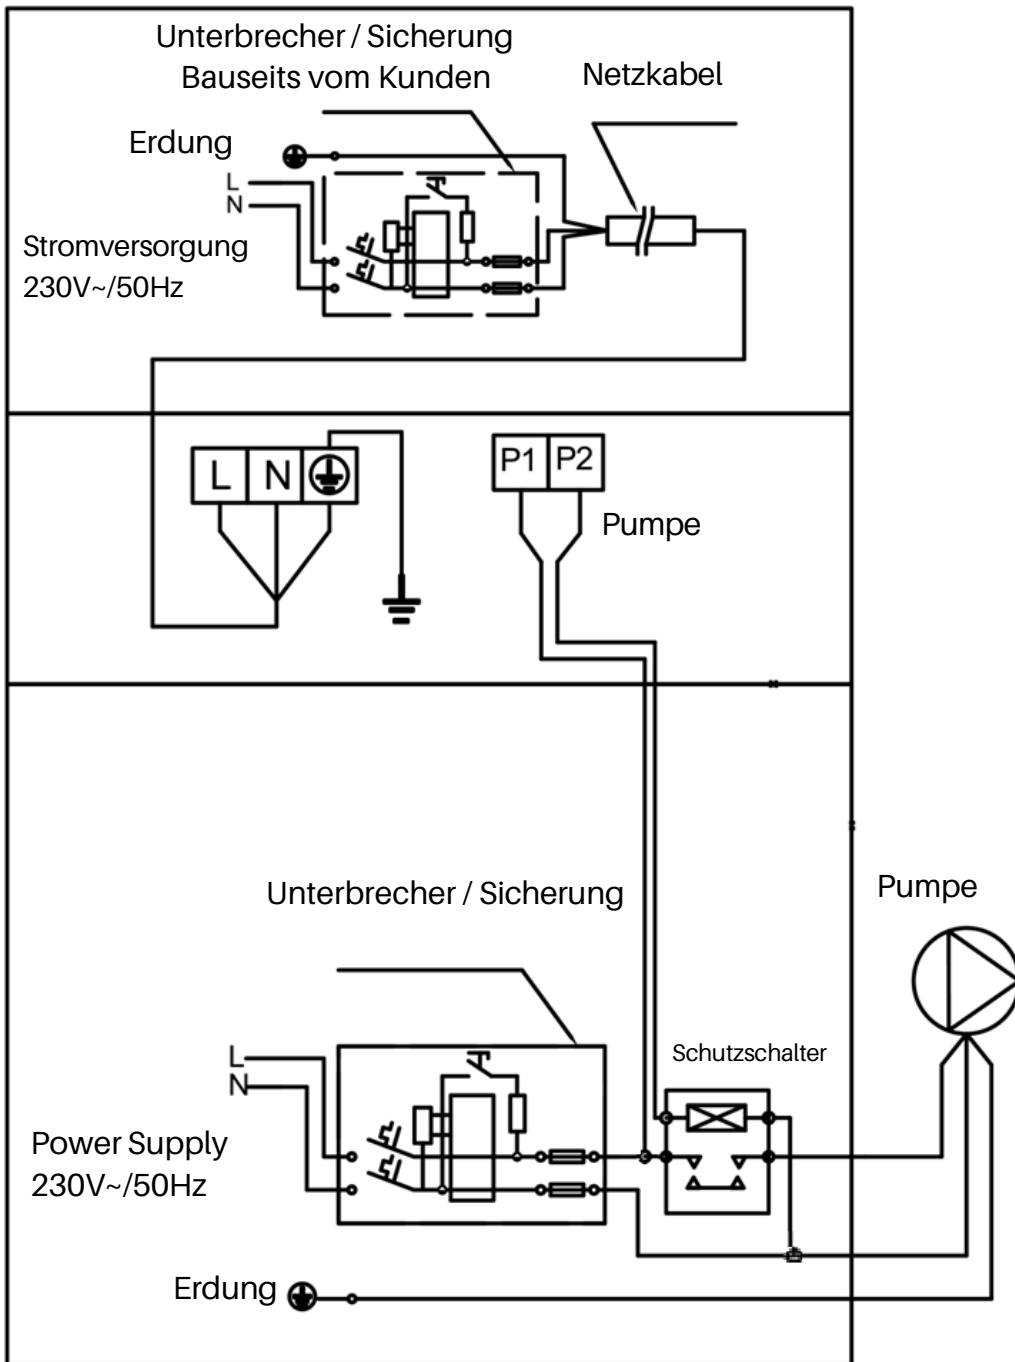 Unterbrecher / Sicherung
Bauseits vom Kunden
Netzkabel
Erdung
L
N
Stromversorgung
230V~/50Hz
L N
P1 P2
Pumpe
Unterbrecher / Sicherung
Pumpe
Schutzschalter
L
N
Power Supply
230V~/50Hz
Erdung